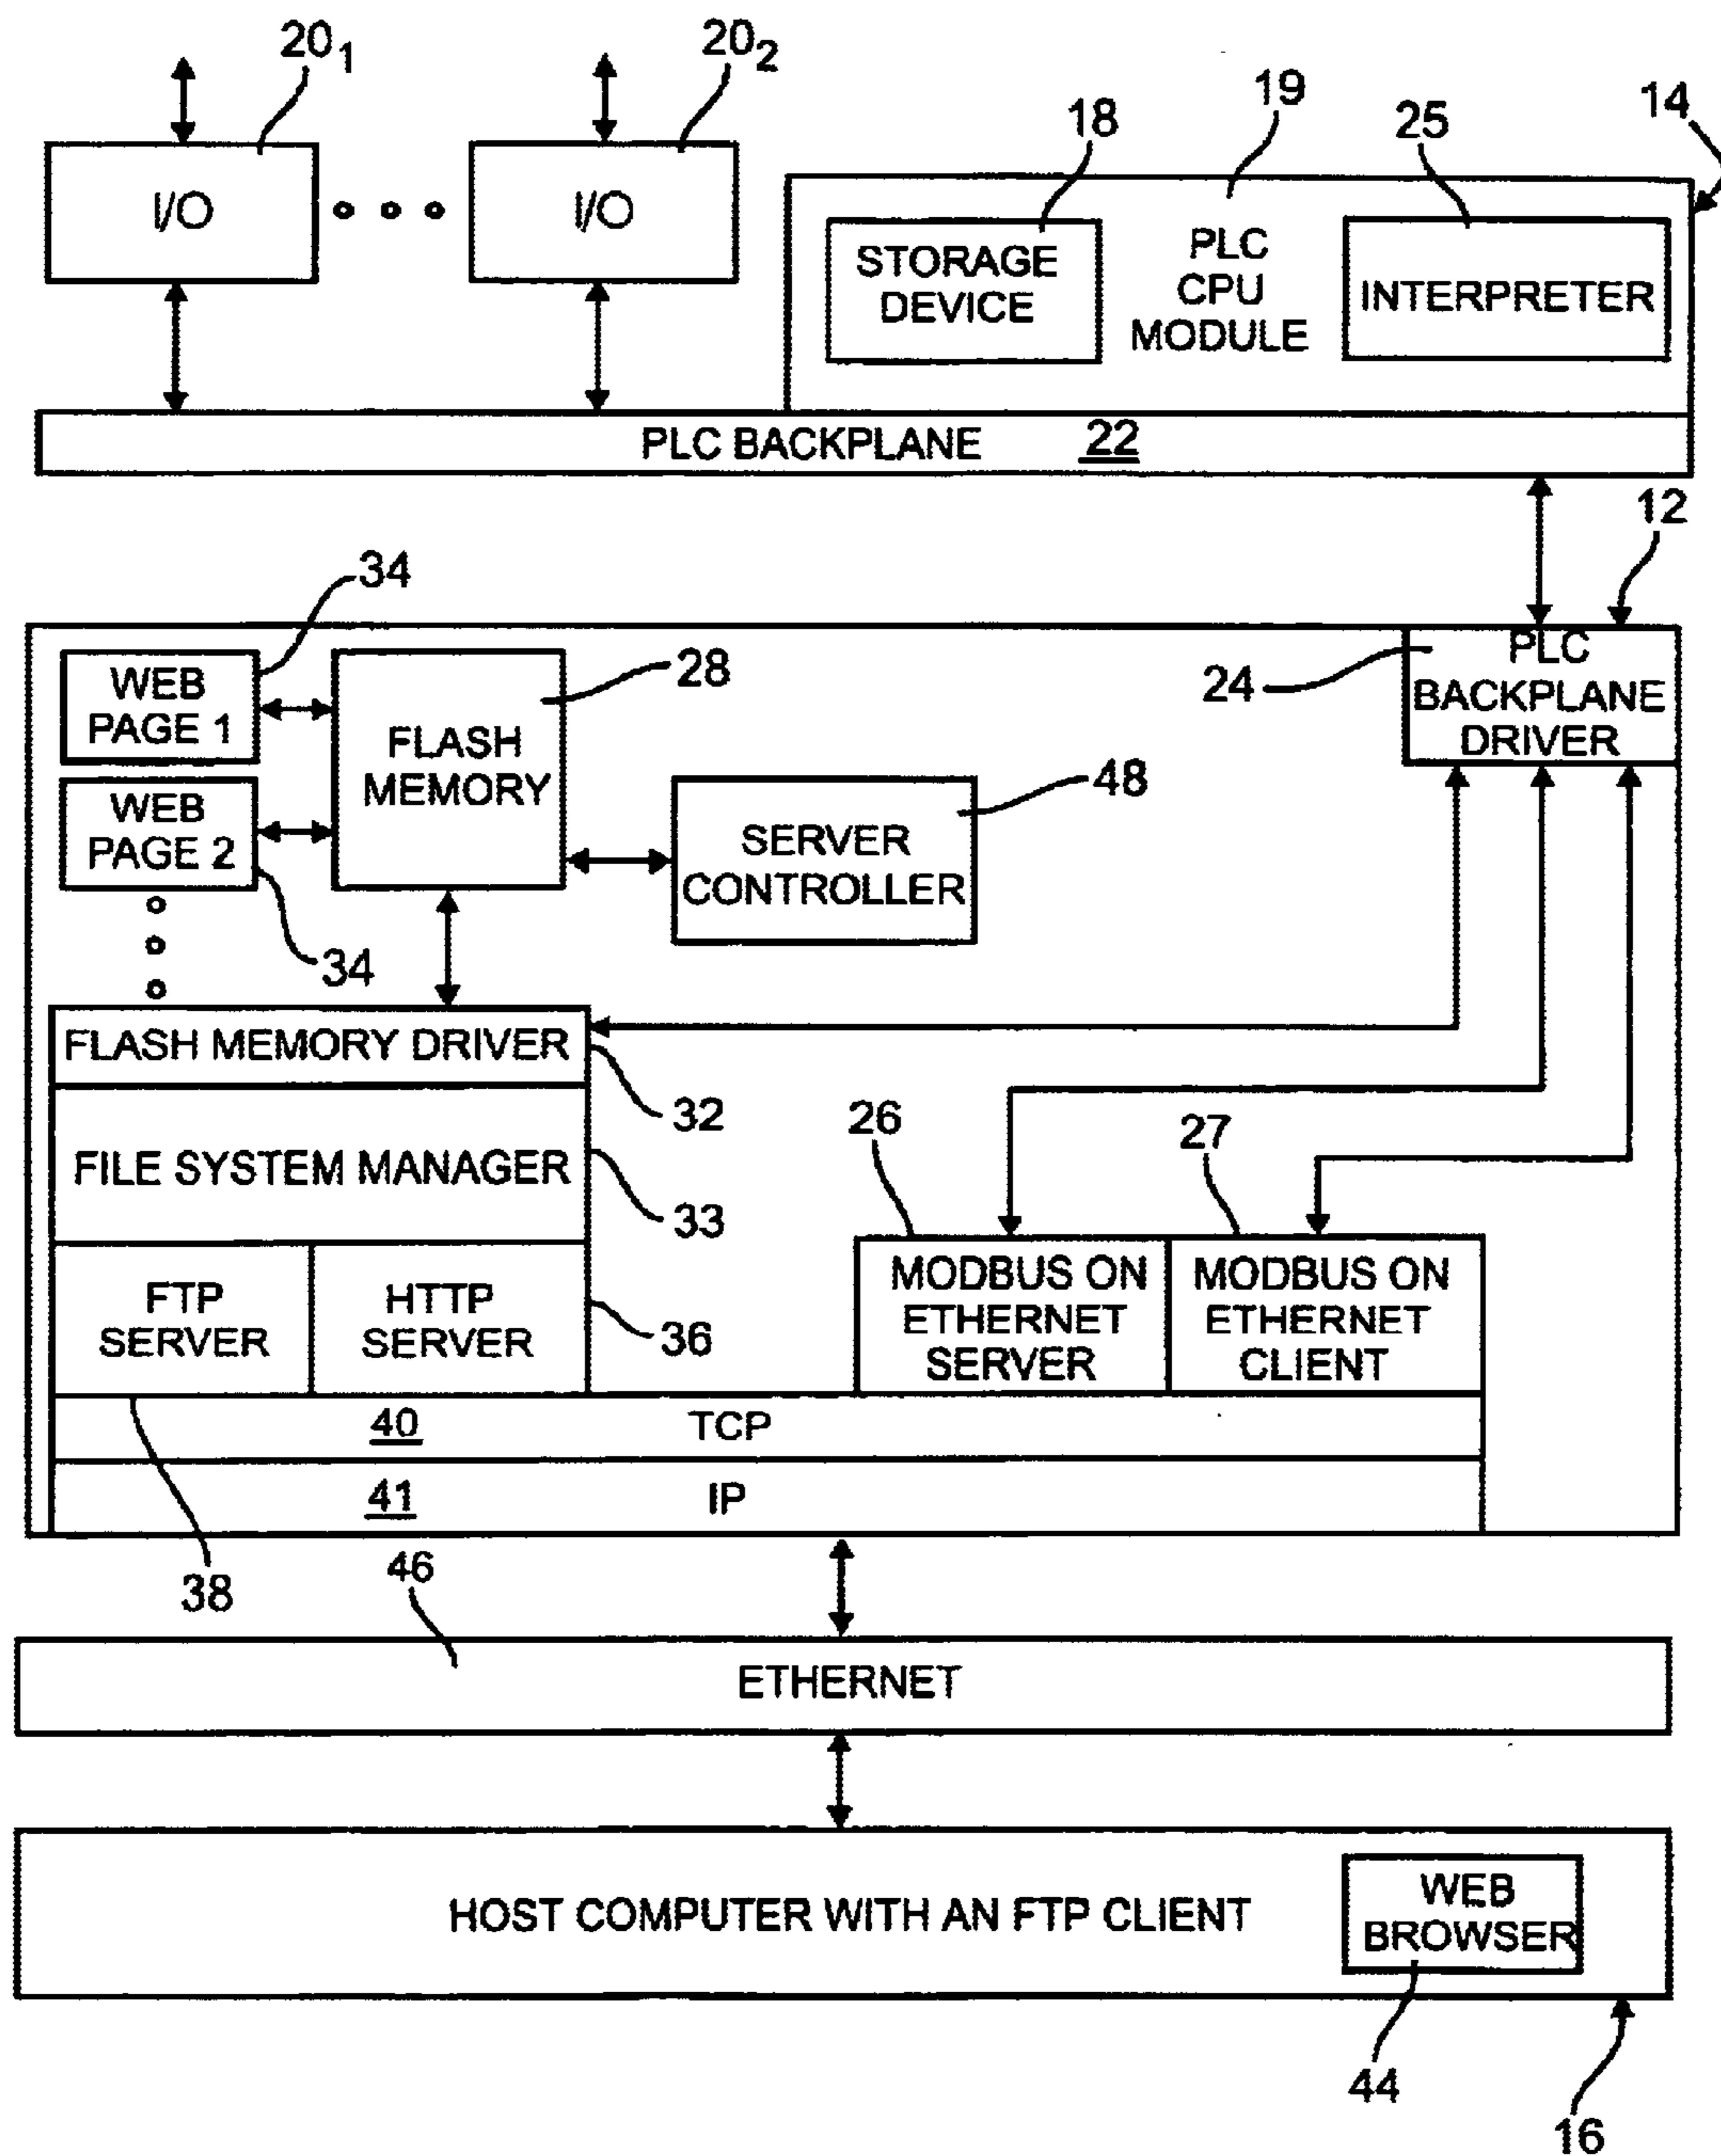 20₁
20₂
18
19
25
14
I/O
I/O
STORAGE
DEVICE
PLC
CPU
MODULE
INTERPRETER
PLC BACKPLANE 22
12
34
WEB
PAGE 1
FLASH
MEMORY
28
24
PLC
BACKPLANE
DRIVER
WEB
PAGE 2
34
SERVER
CONTROLLER
48
FLASH MEMORY DRIVER
32
FILE SYSTEM MANAGER
33
26
27
FTP
SERVER
HTTP
SERVER
36
MODBUS ON
ETHERNET
SERVER
MODBUS ON
ETHERNET
CLIENT
40 TCP
41 IP
38
46
ETHERNET
HOST COMPUTER WITH AN FTP CLIENT
WEB
BROWSER
44
16